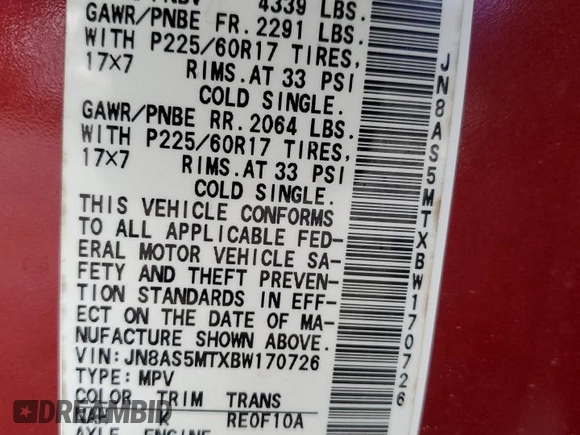 4339 LBS.
GAWR/PNBE FR. 2291 LBS.
WITH P225/60R17 TIRES,
17X7 RIMS.AT 33 PSI
COLD SINGLE.
GAWR/PNBE RR. 2064 LBS.
WITH P225/60R17 TIRES,
17X7 RIMS.AT 33 PSI
COLD SINGLE.
THIS VEHICLE CONFORMS
TO ALL APPLICABLE FED-
ERAL MOTOR VEHICLE SA-
FETY AND THEFT PREVEN-
TION STANDARDS IN EFF-
ECT ON THE DATE OF MA-
NUFACTURE SHOWN ABOVE.
VIN: JN8AS5MTXBW170726
TYPE: MPV
COLOR TRIM TRANS
K RE0F10A
AXLE ENGINE
JN8AS5MTXBW170726
DREAMBID